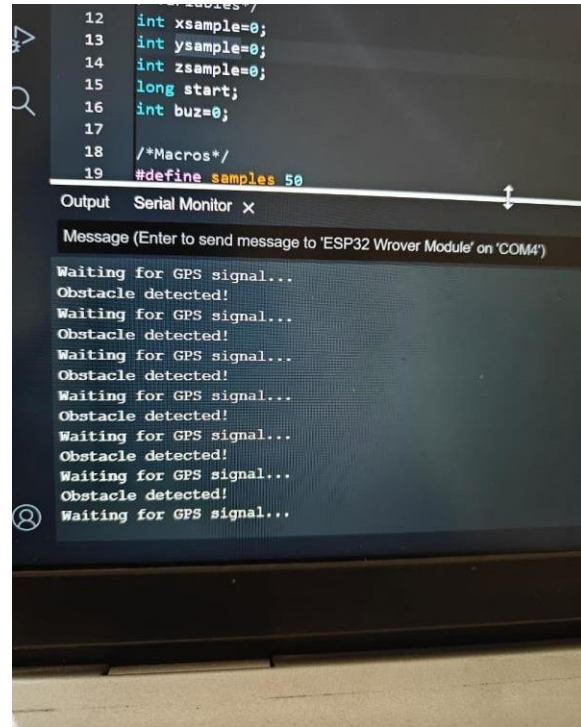 12 int xsample=0;
13 int ysample=0;
14 int zsample=0;
15 long start;
16 int buz=0;
17
18 /*Macros*/
19 #define samples 50
Output Serial Monitor ×
Message (Enter to send message to 'ESP32 Wrover Module' on 'COM4')
Waiting for GPS signal...
Obstacle detected!
Waiting for GPS signal...
Obstacle detected!
Waiting for GPS signal...
Obstacle detected!
Waiting for GPS signal...
Obstacle detected!
Waiting for GPS signal...
Obstacle detected!
Waiting for GPS signal...
Obstacle detected!
Waiting for GPS signal...